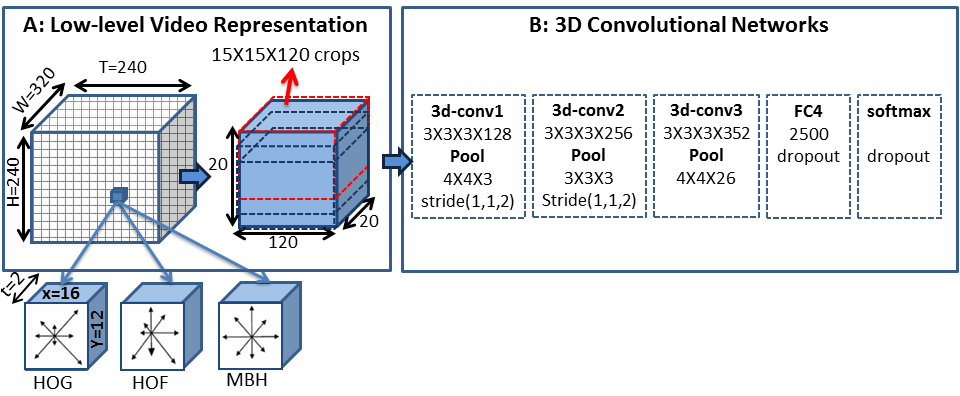 A: Low-level Video Representation
T=240
W=320
H=240
15X15X120 crops
20
120
20
t=2
x=16
Y=12
HOG
HOF
MBH
B: 3D Convolutional Networks
3d-conv1
3X3X3X128
Pool
4X4X3
stride(1,1,2)
3d-conv2
3X3X3X256
Pool
3X3X3
Stride(1,1,2)
3d-conv3
3X3X3X352
Pool
4X4X26
FC4
2500
dropout
softmax
dropout